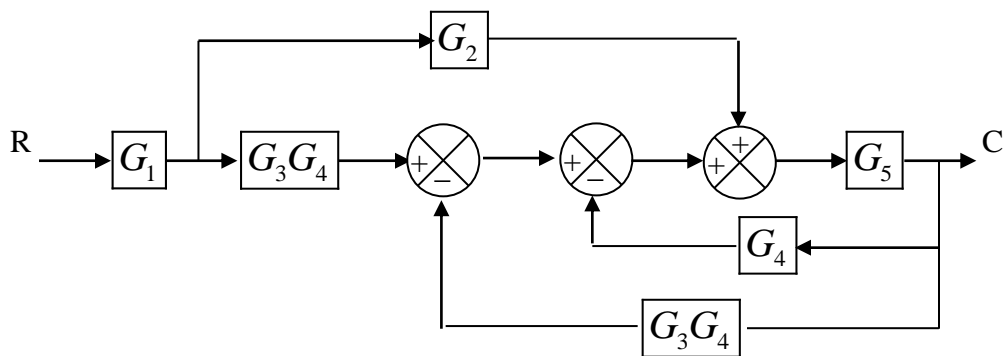 G₂
R G₁ G₃G₄ + − + − + + G₅ C
G₄
G₃G₄